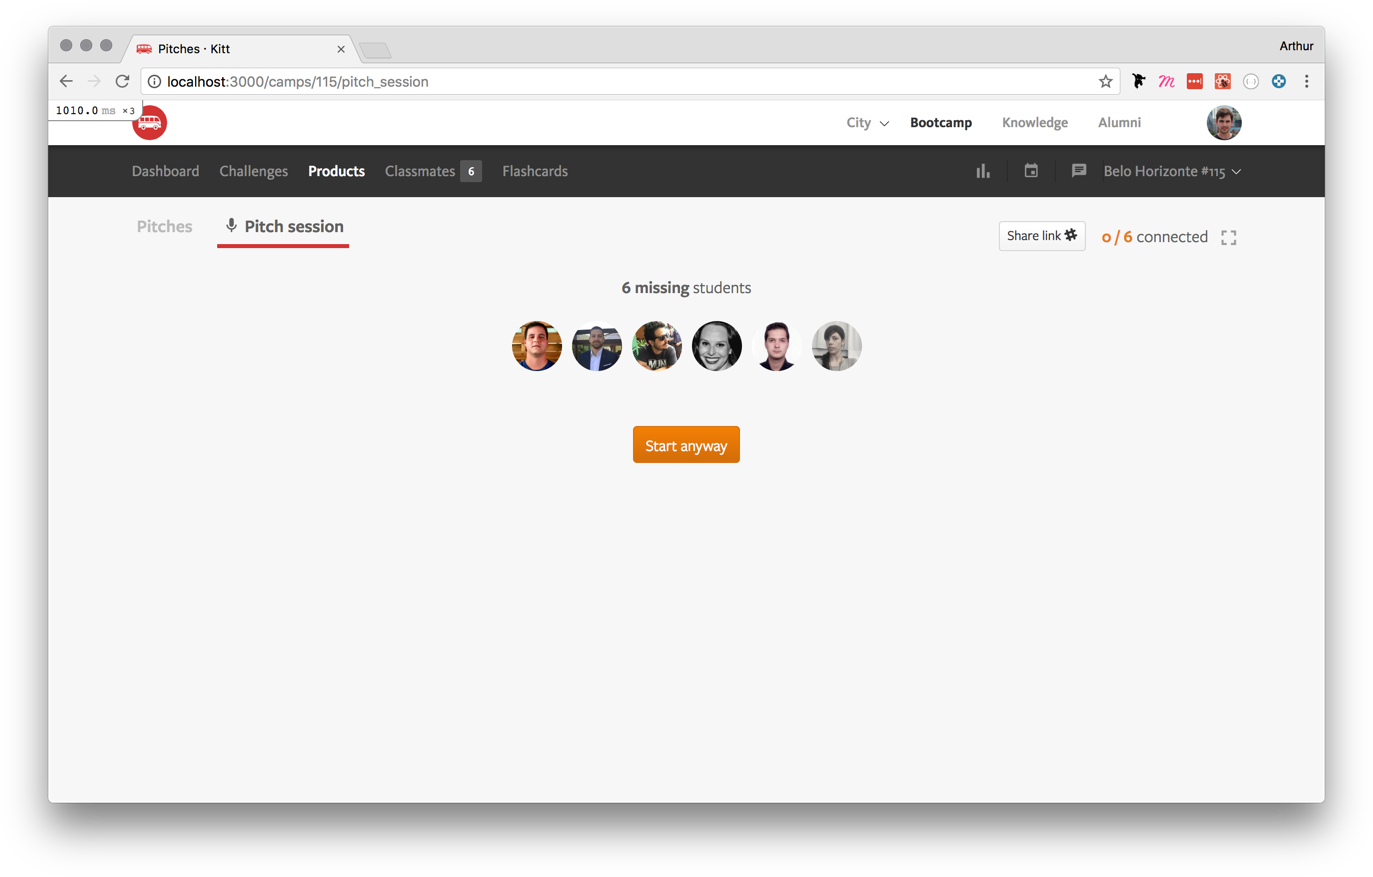 Pitches · Kitt
Arthur
localhost:3000/camps/115/pitch_session
1010.0 ms ×3
City Bootcamp Knowledge Alumni
Dashboard Challenges Products Classmates 6 Flashcards Belo Horizonte #115
Pitches Pitch session
Share link 0 / 6 connected
6 missing students
Start anyway